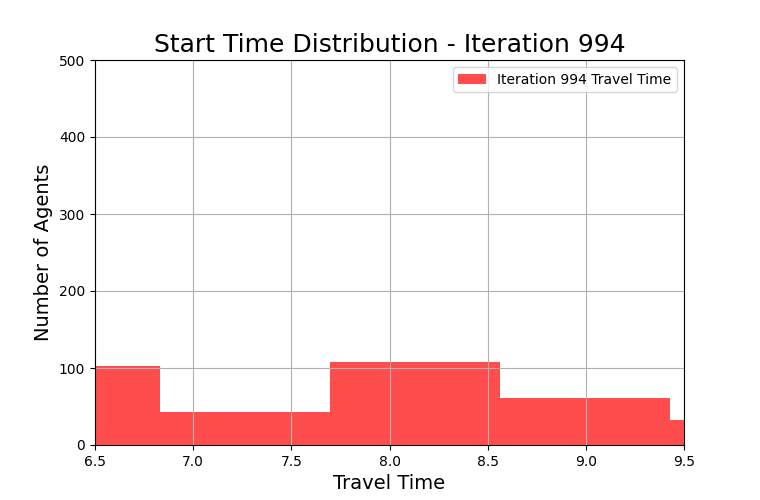 Start Time Distribution - Iteration 994
Iteration 994 Travel Time
Number of Agents
500
400
300
200
100
0
6.5 7.0 7.5 8.0 8.5 9.0 9.5
Travel Time